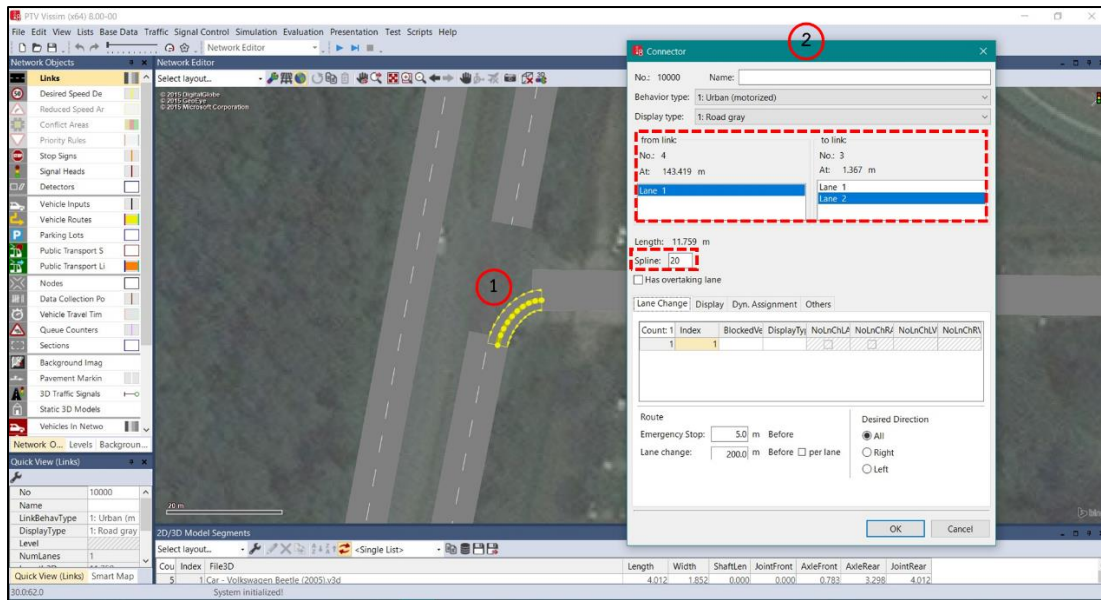 PTV Vissim (x64) 8.00-00
File Edit View Lists Base Data Traffic Signal Control Simulation Evaluation Presentation Test Scripts Help
Network Editor
Network Objects
Network Editor
Select layout...
Links
Desired Speed De
Reduced Speed Ar
Conflict Areas
Priority Rules
Stop Signs
Signal Heads
Detectors
Vehicle Inputs
Vehicle Routes
Parking Lots
Public Transport S
Public Transport Li
Nodes
Data Collection Po
Vehicle Travel Tim
Queue Counters
Sections
Background Imag
Pavement Markin
3D Traffic Signals
Static 3D Models
Vehicles In Netwo
Network O... Levels Backgroun...
Quick View (Links)
No 10000
Name
LinkBehavType 1: Urban (m
DisplayType 1: Road gray
Level
NumLanes 1
Quick View (Links) Smart Map
30.0:62.0 System initialized!
© 2015 DigitalGlobe
© 2015 GeoEye
© 2015 Microsoft Corporation
1
20 m
2
Connector
No.: 10000 Name:
Behavior type: 1: Urban (motorized)
Display type: 1: Road gray
from link: to link:
No.: 4 No.: 3
At: 143.419 m At: 1.367 m
Lane 1 Lane 1
Lane 2
Length: 11.759 m
Spline: 20
Has overtaking lane
Lane Change Display Dyn. Assignment Others
Count: 1 Index BlockedVe DisplayTyp NoLnChLA NoLnChRA NoLnChLV NoLnChRV
1 1
Route Desired Direction
Emergency Stop: 5.0 m Before All
Lane change: 200.0 m Before per lane Right
Left
OK Cancel
2D/3D Model Segments
Select layout... <Single List>
Cou Index File3D Length Width ShaftLen JointFront AxleFront AxleRear JointRear
5 1 Car - Volkswagen Beetle (2005).v3d 4.012 1.852 0.000 0.000 0.783 3.298 4.012